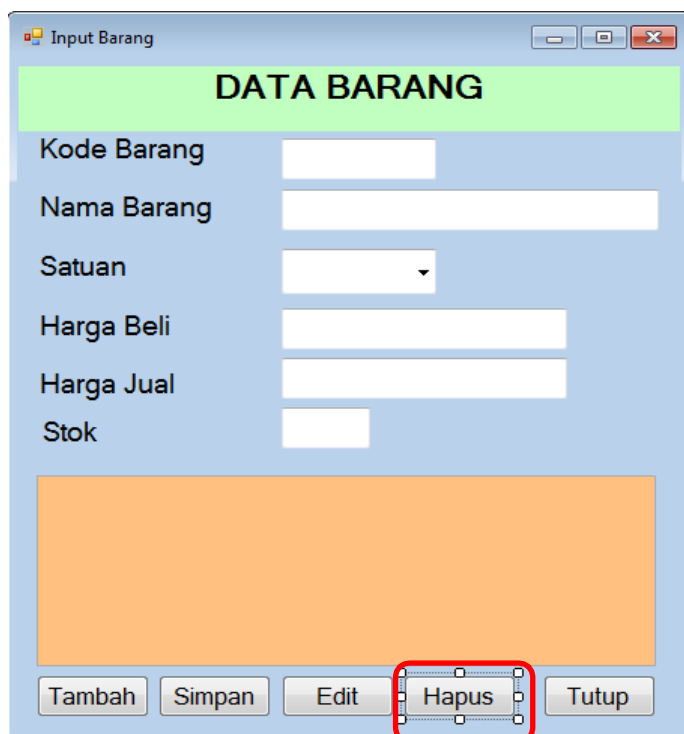 Input Barang
DATA BARANG
Kode Barang
Nama Barang
Satuan
Harga Beli
Harga Jual
Stok
Tambah Simpan Edit Hapus Tutup